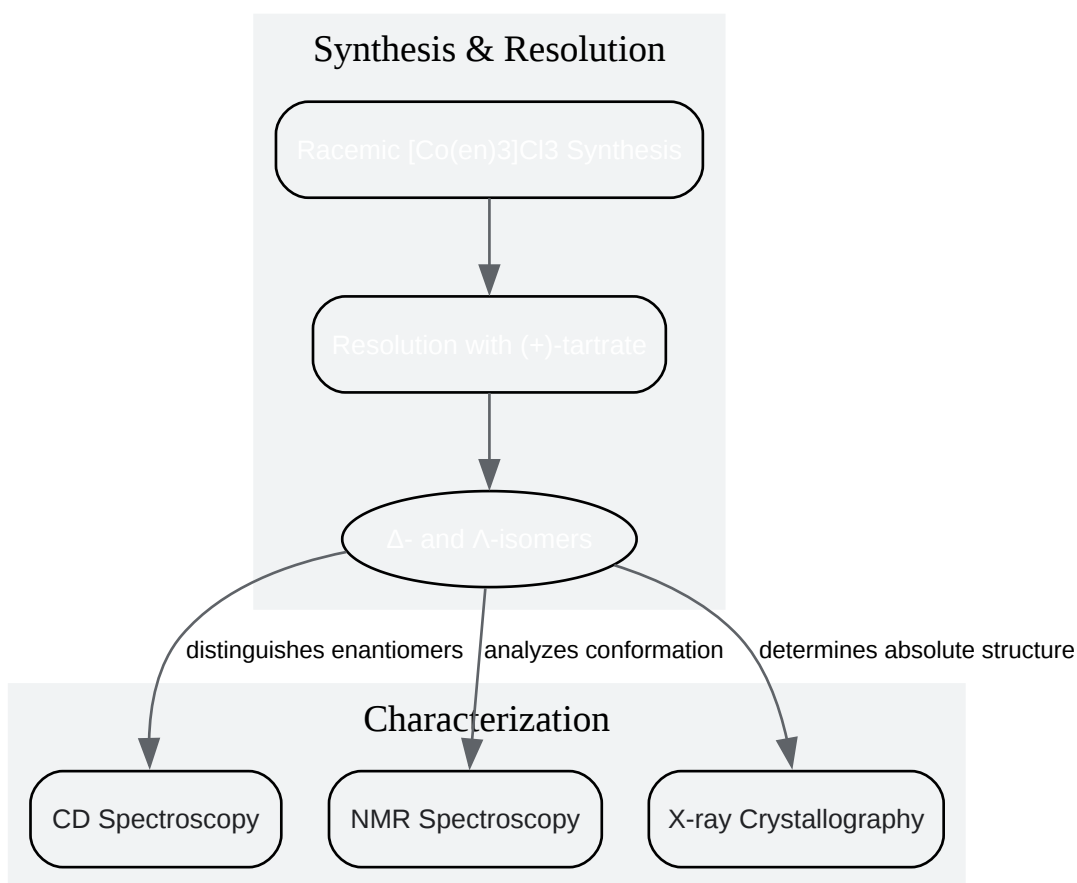 Synthesis & Resolution
Racemic [Co(en)3]Cl3 Synthesis
Resolution with (+)-tartrate
Δ- and Λ-isomers
distinguishes enantiomers
analyzes conformation
determines absolute structure
Characterization
CD Spectroscopy
NMR Spectroscopy
X-ray Crystallography